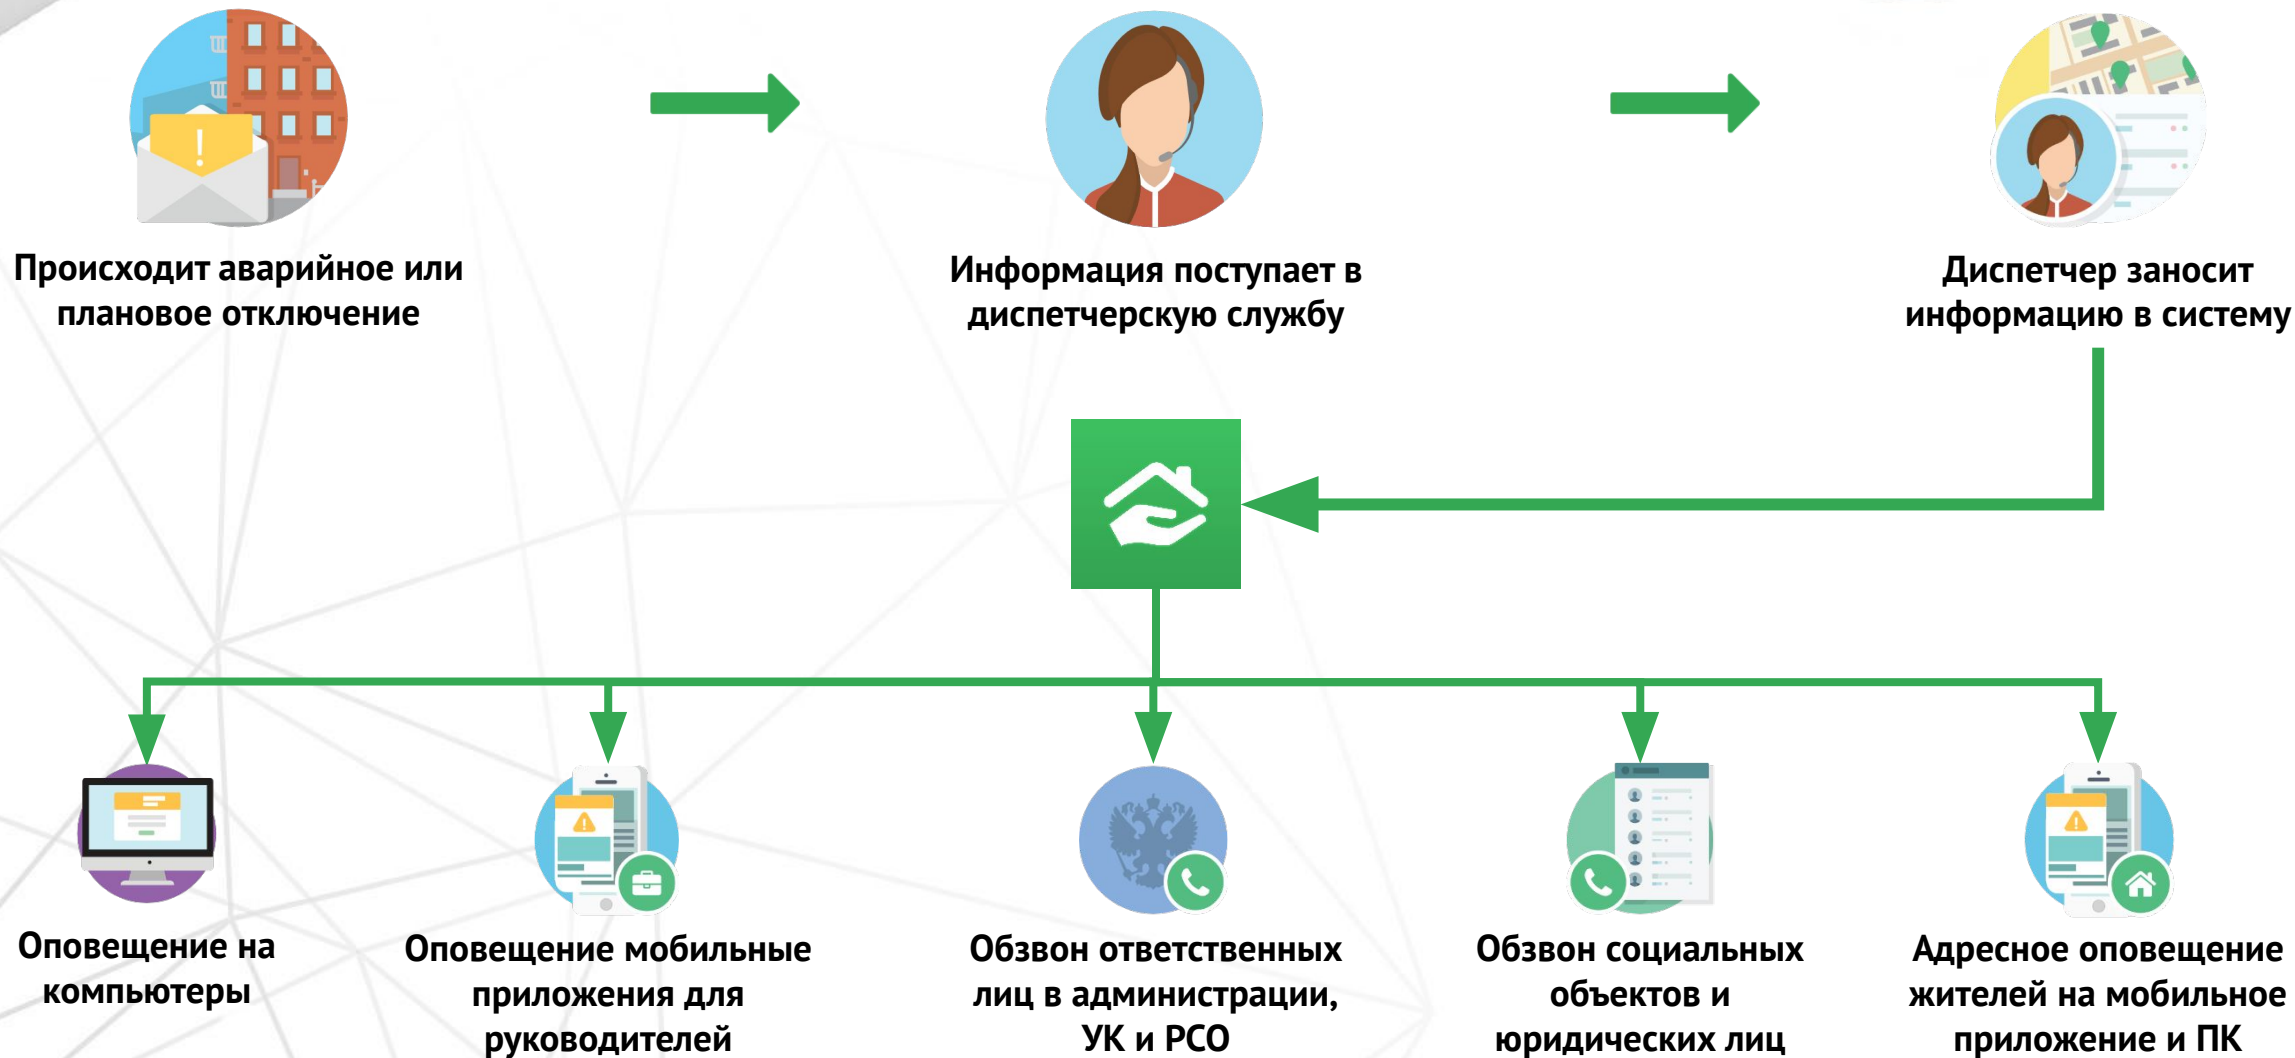 Происходит аварийное или
плановое отключение
Информация поступает в
диспетчерскую службу
Диспетчер заносит
информацию в систему
Оповещение на
компьютеры
Оповещение мобильные
приложения для
руководителей
Обзвон ответственных
лиц в администрации,
УК и РСО
Обзвон социальных
объектов и
юридических лиц
Адресное оповещение
жителей на мобильное
приложение и ПК